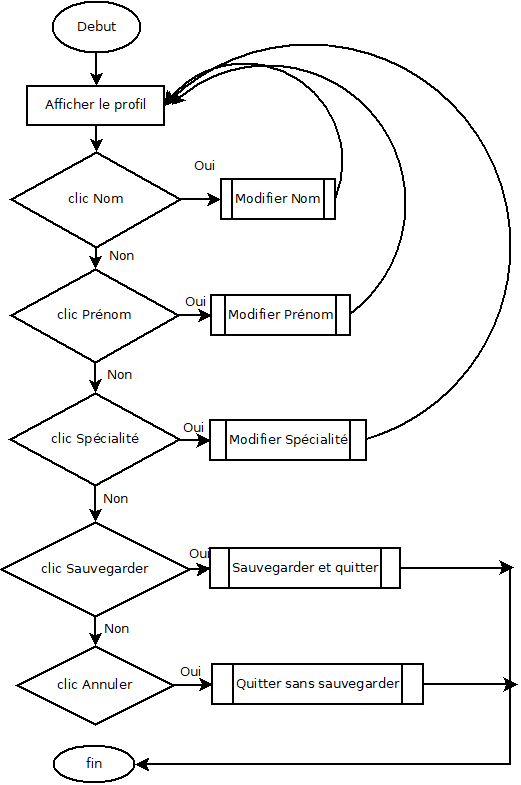 Debut
Afficher le profil
Oui
clic Nom
Modifier Nom
Non
Oui
clic Prénom
Modifier Prénom
Non
Oui
clic Spécialité
Modifier Spécialité
Non
Oui
clic Sauvegarder
Sauvegarder et quitter
Non
Oui
clic Annuler
Quitter sans sauvegarder
fin